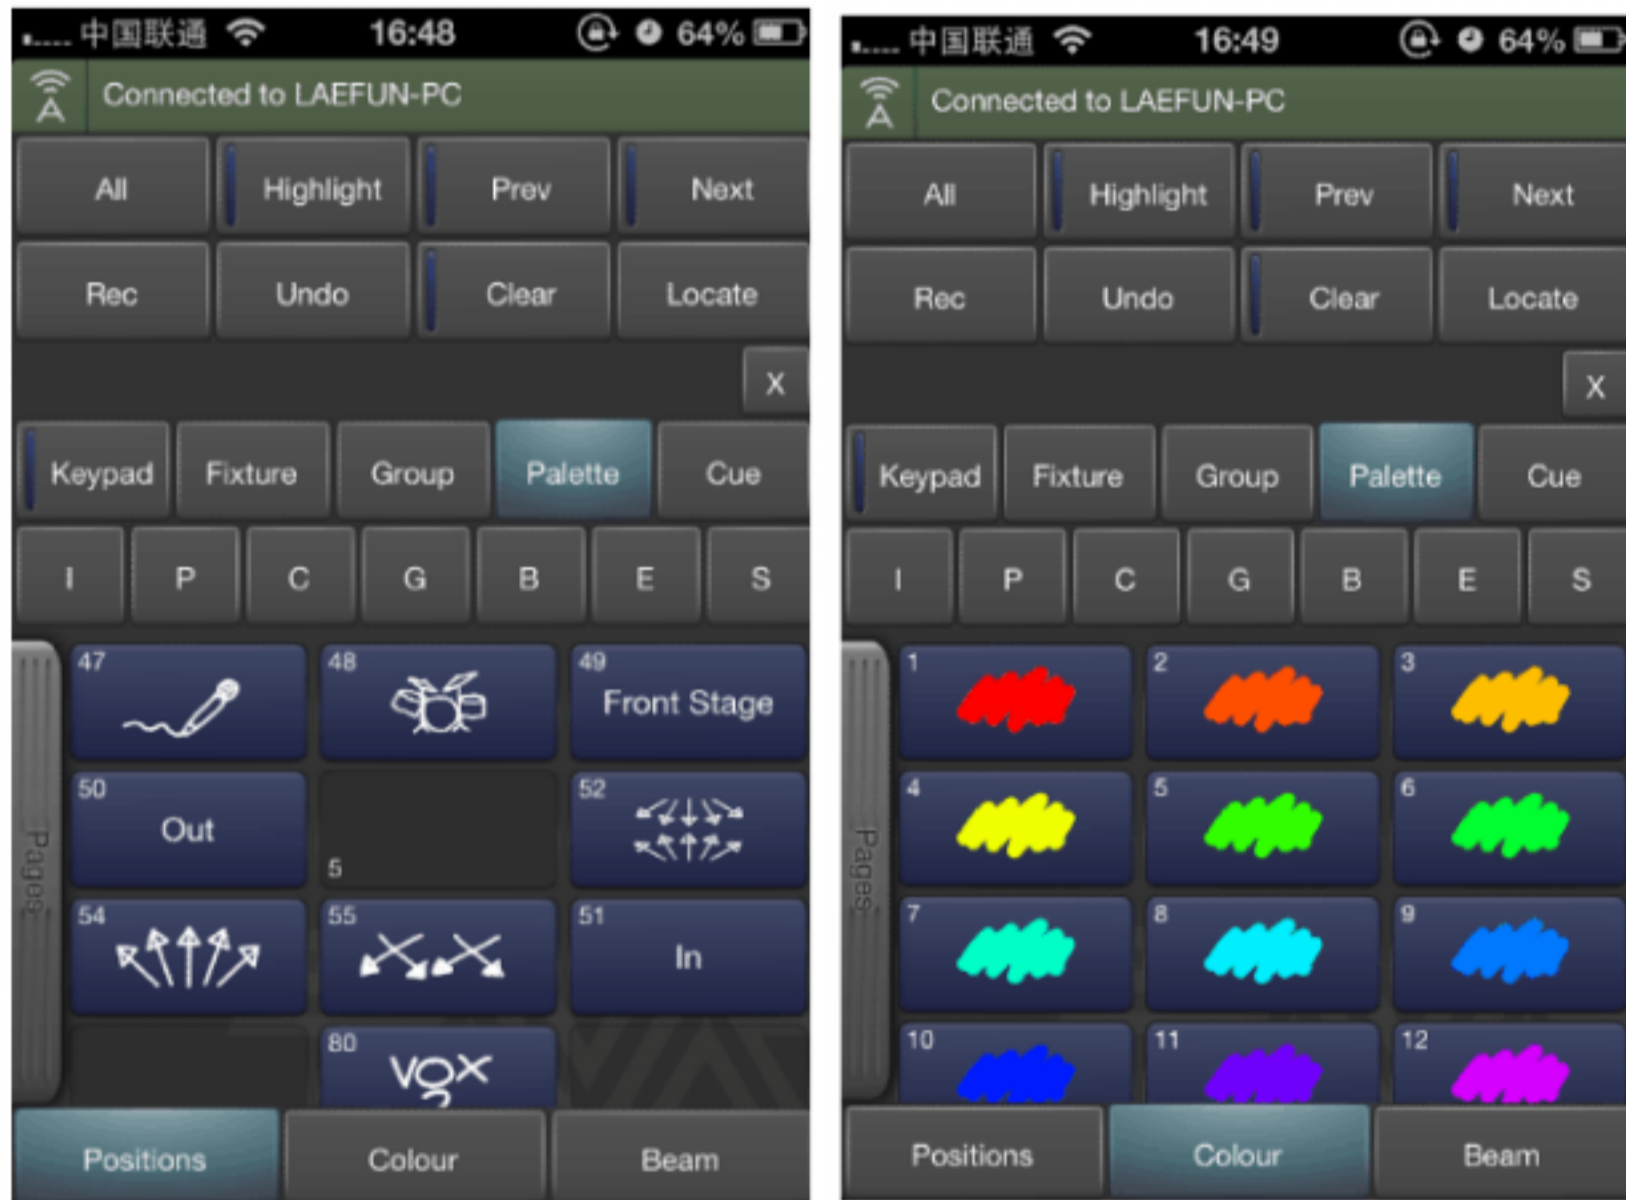 中国联通 16:48 64%
A Connected to LAEFUN-PC
All Highlight Prev Next
Rec Undo Clear Locate
X
Keypad Fixture Group Palette Cue
I P C G B E S
47 48 49 Front Stage
50 Out 5 52
54 55 51 In
80 vox
Pages
Positions Colour Beam
中国联通 16:49 64%
A Connected to LAEFUN-PC
All Highlight Prev Next
Rec Undo Clear Locate
X
Keypad Fixture Group Palette Cue
I P C G B E S
1 2 3
4 5 6
7 8 9
10 11 12
Pages
Positions Colour Beam